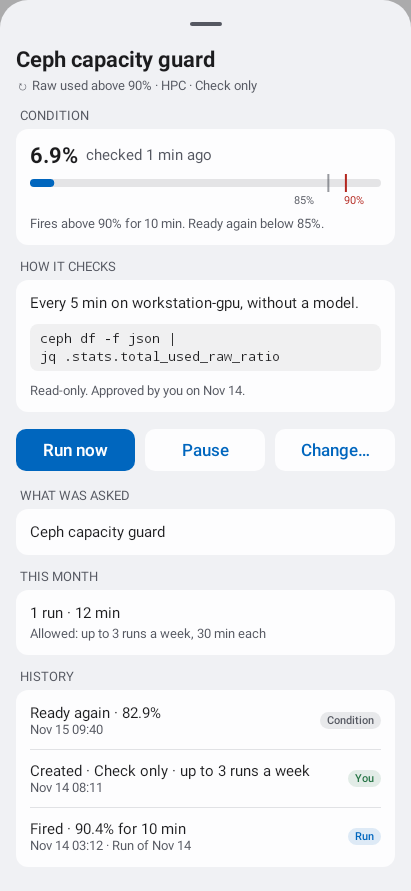 Ceph capacity guard
Raw used above 90% · HPC · Check only
CONDITION
6.9% checked 1 min ago
85% 90%
Fires above 90% for 10 min. Ready again below 85%.
HOW IT CHECKS
Every 5 min on workstation-gpu, without a model.
ceph df -f json |
jq .stats.total_used_raw_ratio
Read-only. Approved by you on Nov 14.
Run now Pause Change…
WHAT WAS ASKED
Ceph capacity guard
THIS MONTH
1 run · 12 min
Allowed: up to 3 runs a week, 30 min each
HISTORY
Ready again · 82.9%
Nov 15 09:40
Condition
Created · Check only · up to 3 runs a week
Nov 14 08:11
You
Fired · 90.4% for 10 min
Nov 14 03:12 · Run of Nov 14
Run